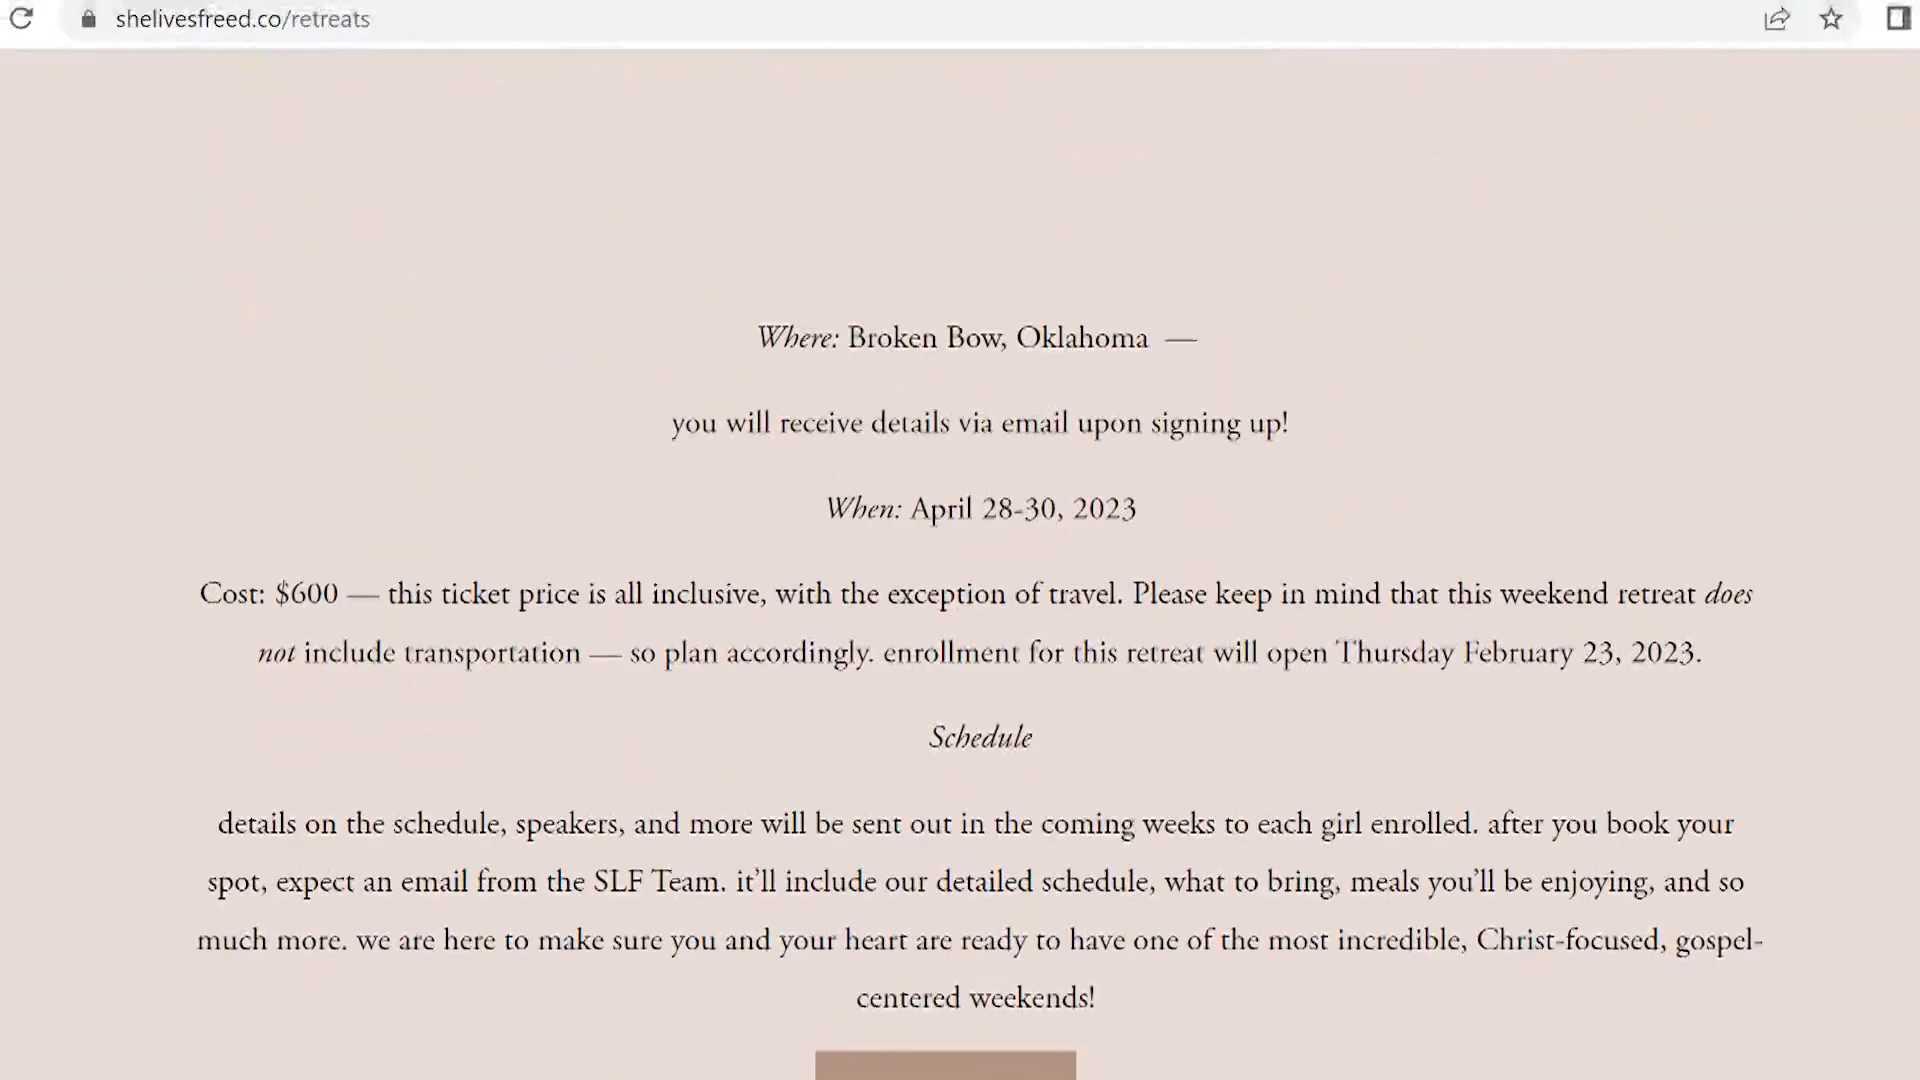 shelivesfreed.co/retreats
Where: Broken Bow, Oklahoma —
you will receive details via email upon signing up!
When: April 28-30, 2023
Cost: $600 — this ticket price is all inclusive, with the exception of travel. Please keep in mind that this weekend retreat does
not include transportation — so plan accordingly. enrollment for this retreat will open Thursday February 23, 2023.
Schedule
details on the schedule, speakers, and more will be sent out in the coming weeks to each girl enrolled. after you book your
spot, expect an email from the SLF Team. it’ll include our detailed schedule, what to bring, meals you’ll be enjoying, and so
much more. we are here to make sure you and your heart are ready to have one of the most incredible, Christ-focused, gospel-
centered weekends!